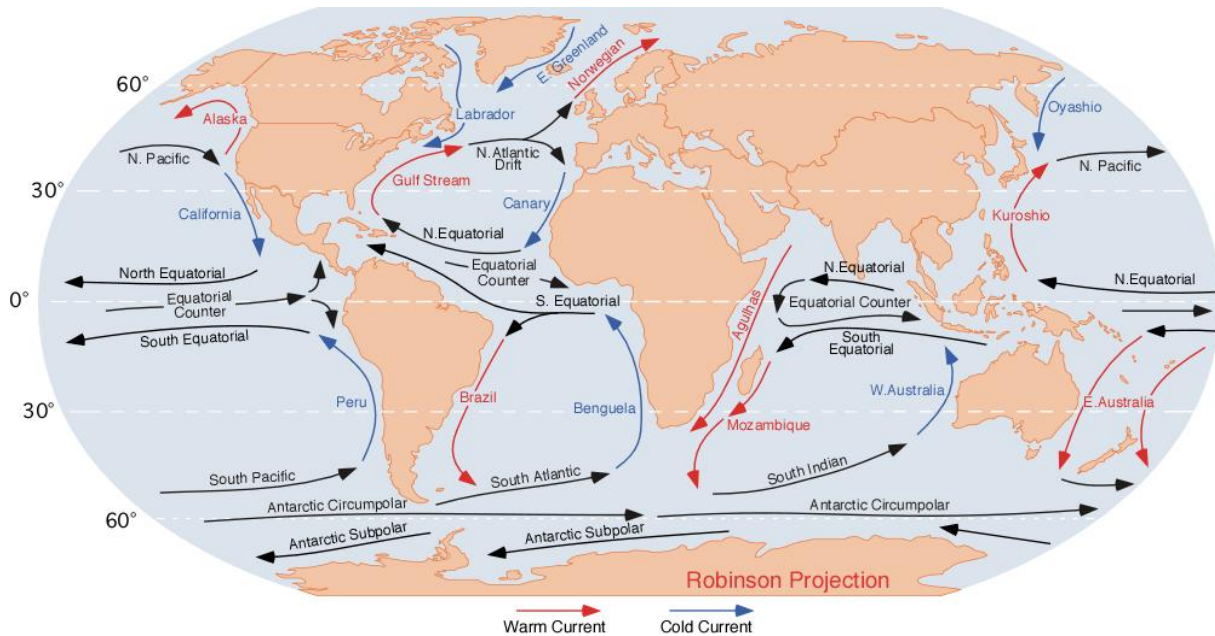 E. Greenland
Norwegian
60°
Alaska
Labrador
Oyashio
N. Pacific
N. Atlantic
Drift
N. Pacific
Gulf Stream
30°
California
Canary
Kuroshio
N.Equatorial
North Equatorial
Equatorial
Counter
N.Equatorial
N.Equatorial
0°
Equatorial
Counter
S. Equatorial
Equatorial Counter
South Equatorial
Agulhas
South
Equatorial
Peru
Brazil
Benguela
W.Australia
E.Australia
30°
Mozambique
South Pacific
South Atlantic
South Indian
Antarctic Circumpolar
Antarctic Circumpolar
60°
Antarctic Subpolar
Antarctic Subpolar
Robinson Projection
Warm Current
Cold Current